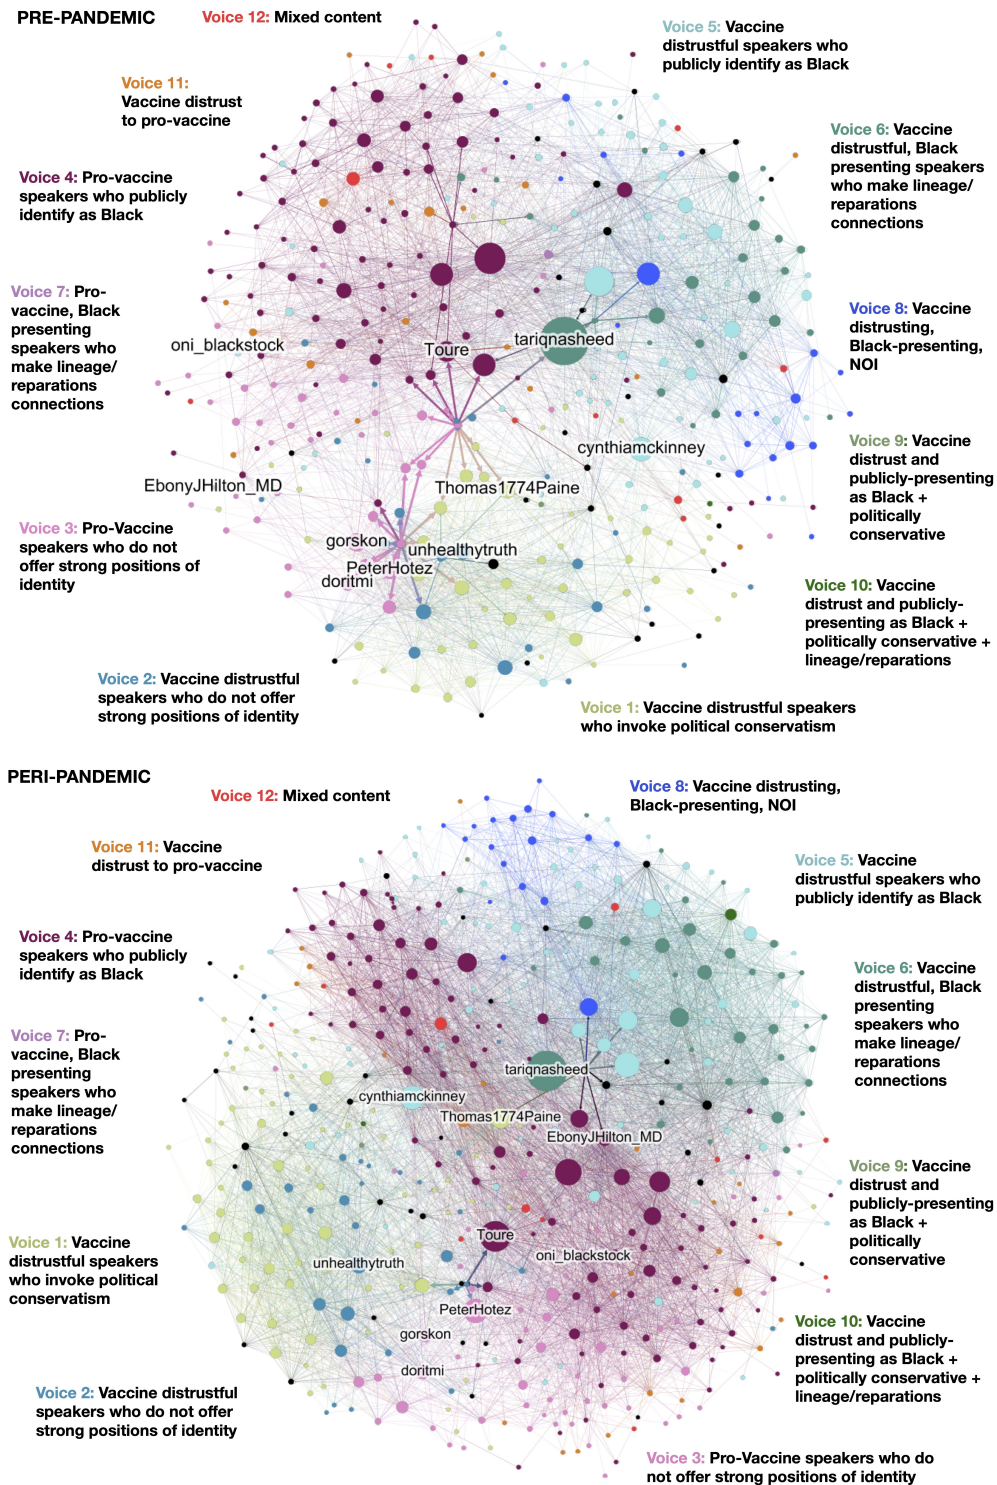 PRE-PANDEMIC
Voice 12: Mixed content
Voice 5: Vaccine
distrustful speakers who
publicly identify as Black
Voice 11:
Vaccine distrust
to pro-vaccine
Voice 6: Vaccine
distrustful, Black
presenting speakers
who make lineage/
reparations
connections
Voice 4: Pro-vaccine
speakers who publicly
identify as Black
Voice 7: Pro-
vaccine, Black
presenting
speakers who
make lineage/
reparations
connections
Voice 8: Vaccine
distrusting,
Black-presenting,
NOI
oni_blackstock
Toure
tariqnasheed
cynthiamckinney
Voice 9: Vaccine
distrust and
publicly-presenting
as Black +
politically
conservative
EbonyJHilton_MD
Thomas1774Paine
Voice 3: Pro-Vaccine
speakers who do not
offer strong positions of
identity
gorskon
unhealthytruth
PeterHotez
doritmi
Voice 10: Vaccine
distrust and publicly-
presenting as Black +
politically conservative +
lineage/reparations
Voice 2: Vaccine distrustful
speakers who do not offer
strong positions of identity
Voice 1: Vaccine distrustful speakers
who invoke political conservatism
PERI-PANDEMIC
Voice 12: Mixed content
Voice 8: Vaccine distrusting,
Black-presenting, NOI
Voice 11: Vaccine
distrust to pro-vaccine
Voice 5: Vaccine
distrustful speakers who
publicly identify as Black
Voice 4: Pro-vaccine
speakers who publicly
identify as Black
Voice 6: Vaccine
distrustful, Black
presenting
speakers who
make lineage/
reparations
connections
Voice 7: Pro-
vaccine, Black
presenting
speakers who
make lineage/
reparations
connections
tariqnasheed
cynthiamckinney
Thomas1774Paine
EbonyJHilton_MD
Voice 9: Vaccine
distrust and
publicly-presenting
as Black +
politically
conservative
Voice 1: Vaccine
distrustful speakers
who invoke political
conservatism
Toure
oni_blackstock
unhealthytruth
PeterHotez
gorskon
doritmi
Voice 10: Vaccine
distrust and publicly-
presenting as Black +
politically conservative +
lineage/reparations
Voice 2: Vaccine distrustful
speakers who do not offer
strong positions of identity
Voice 3: Pro-Vaccine speakers who do
not offer strong positions of identity